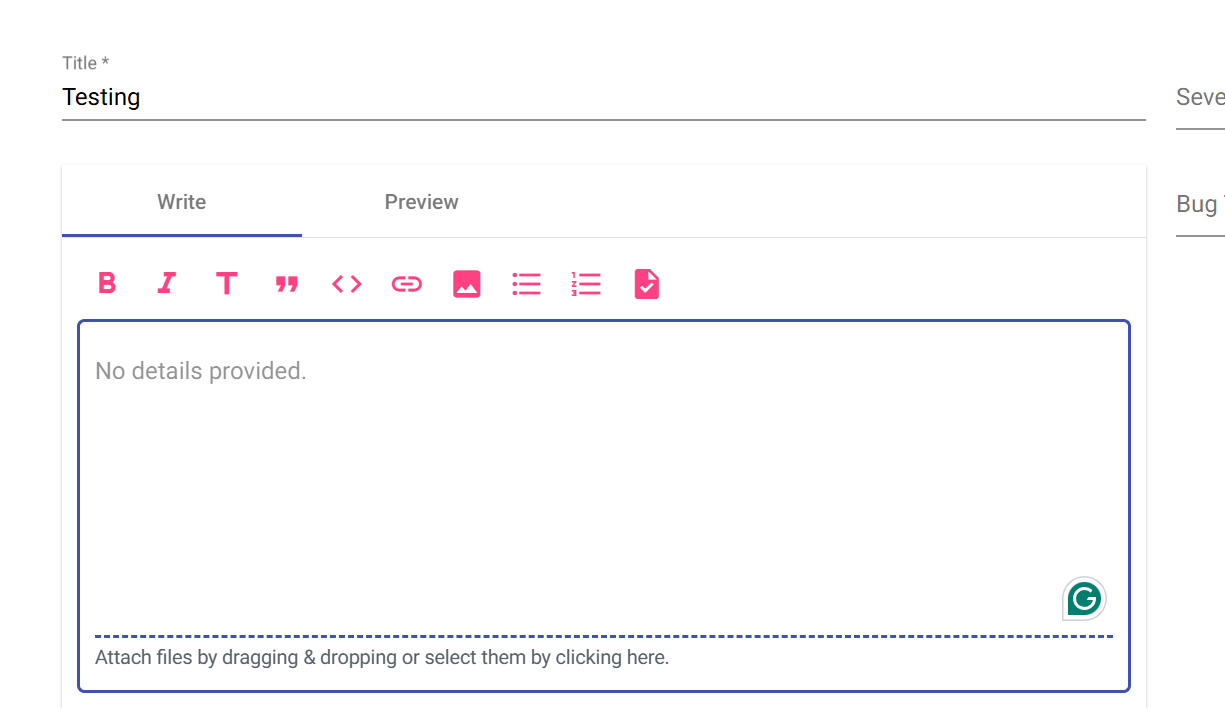 Title *
Testing
Seve
Write
Preview
Bug
B I T
No details provided.
Attach files by dragging & dropping or select them by clicking here.